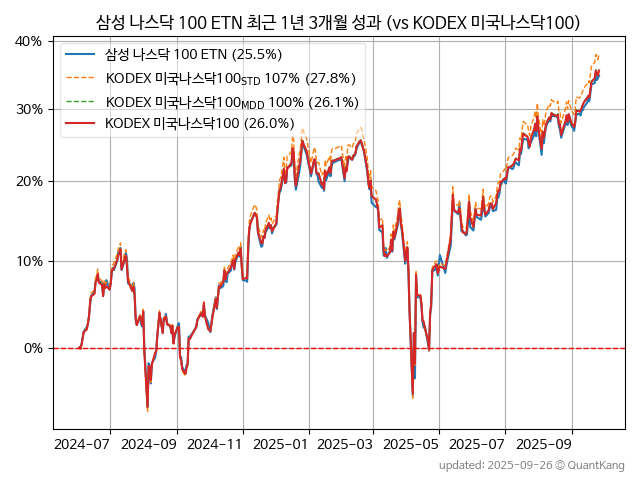 삼성 나스닥 100 ETN 최근 1년 3개월 성과 (vs KODEX 미국나스닥100)
40%
30%
20%
10%
0%
삼성 나스닥 100 ETN (25.5%)
KODEX 미국나스닥100STD 107% (27.8%)
KODEX 미국나스닥100MDD 100% (26.1%)
KODEX 미국나스닥100 (26.0%)
2024-07 2024-09 2024-11 2025-01 2025-03 2025-05 2025-07 2025-09
updated: 2025-09-26 © QuantKang